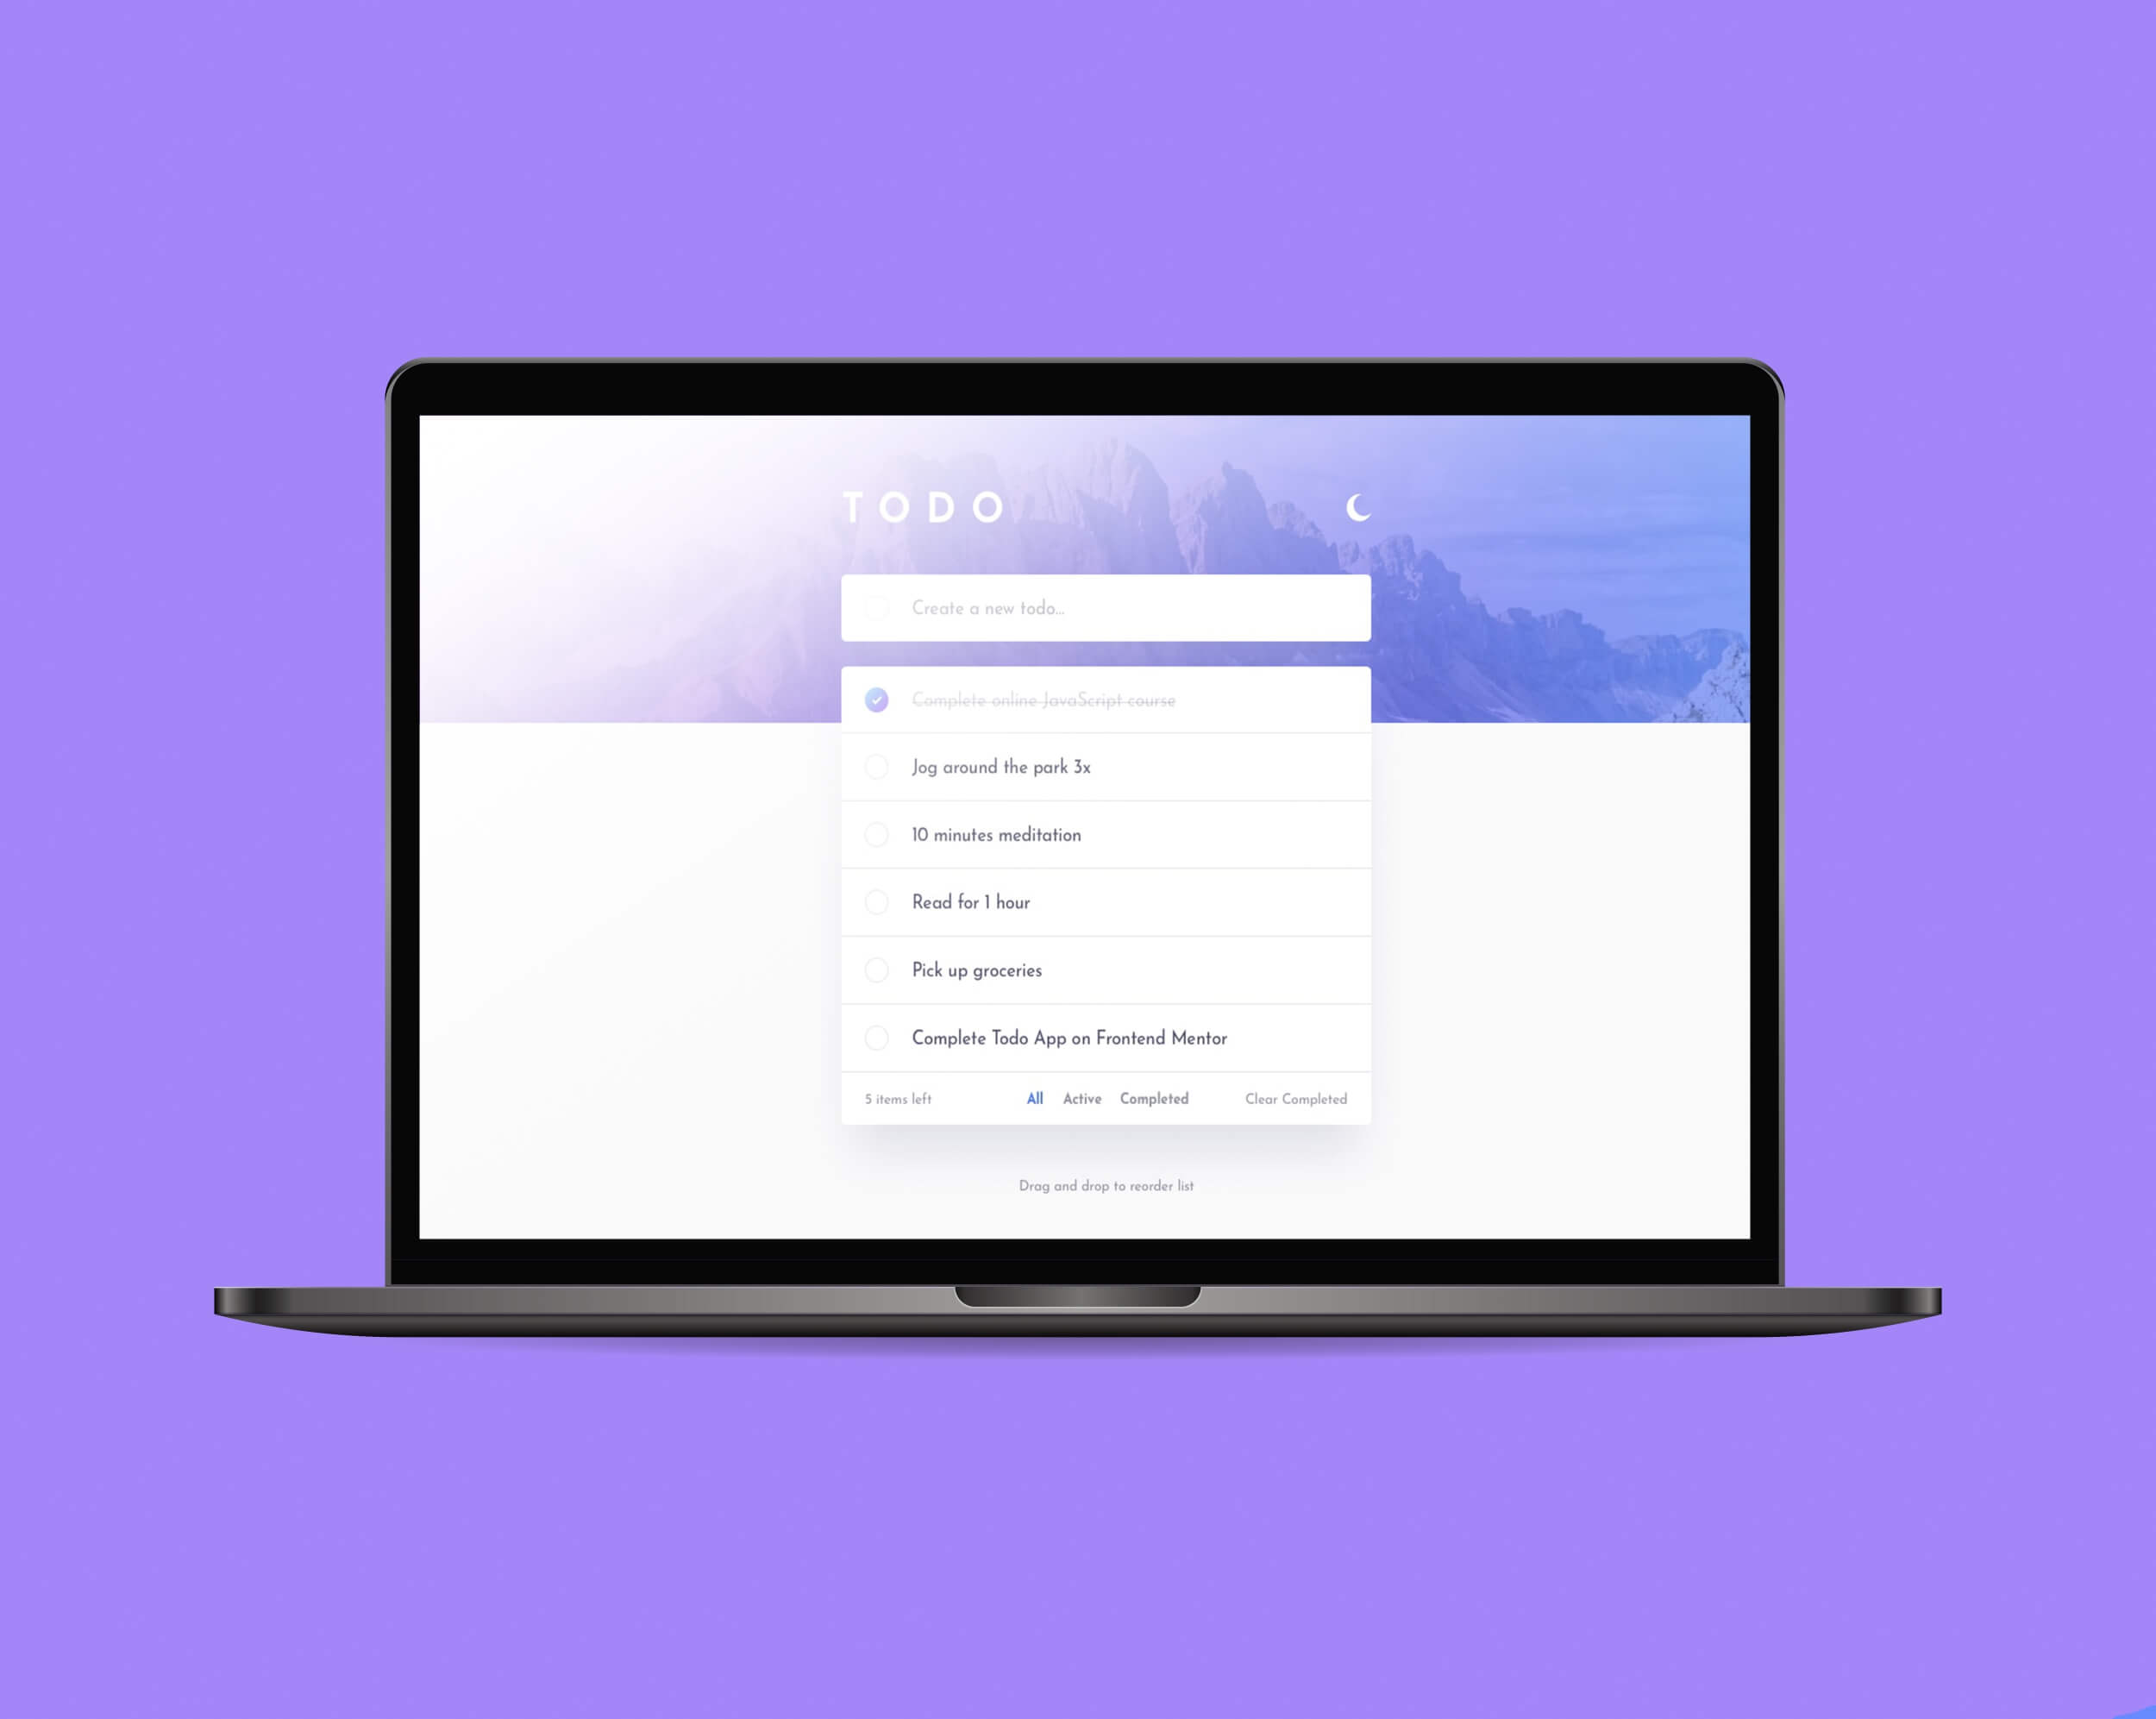 TODO
Create a new todo...
Complete online JavaScript course
Jog around the park 3x
10 minutes meditation
Read for 1 hour
Pick up groceries
Complete Todo App on Frontend Mentor
5 items left All Active Completed Clear Completed
Drag and drop to reorder list